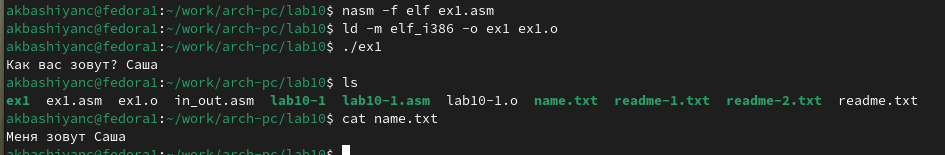 akbashiyanc@fedora1:~/work/arch-pc/lab10$ nasm -f elf ex1.asm
akbashiyanc@fedora1:~/work/arch-pc/lab10$ ld -m elf_i386 -o ex1 ex1.o
akbashiyanc@fedora1:~/work/arch-pc/lab10$ ./ex1
Как вас зовут? Саша
akbashiyanc@fedora1:~/work/arch-pc/lab10$ ls
ex1 ex1.asm ex1.o in_out.asm lab10-1 lab10-1.asm lab10-1.o name.txt readme-1.txt readme-2.txt readme.txt
akbashiyanc@fedora1:~/work/arch-pc/lab10$ cat name.txt
Меня зовут Саша
akbashiyanc@fedora1:~/work/arch-pc/lab10$